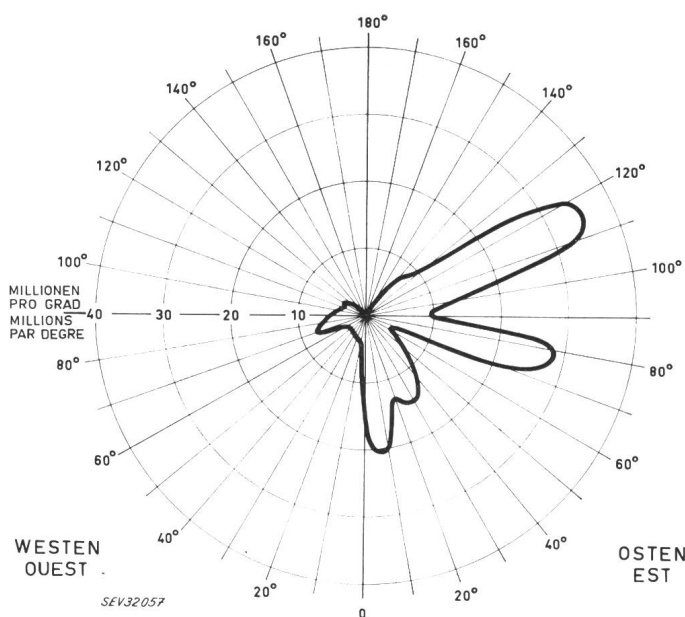 180°
160°
160°
140°
140°
120°
120°
100°
100°
MILLIONEN
PRO GRAD
40 30 20 10
MILLIONS
PAR DEGRE
80°
80°
60°
60°
40°
40°
WESTEN
OUEST
OSTEN
EST
20°
20°
0
SEV32057